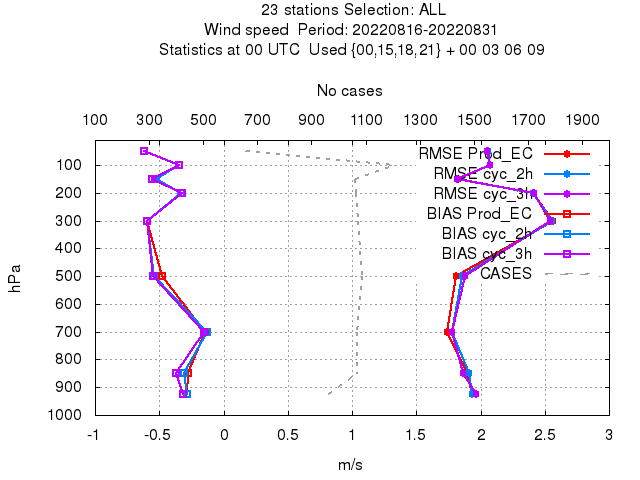 23 stations Selection: ALL
Wind speed  Period: 20220816-20220831
Statistics at 00 UTC  Used {00,15,18,21} + 00 03 06 09
No cases
100 300 500 700 900 1100 1300 1400 1600 1800 1900
RMSE Prod_EC
RMSE cyc_2h
RMSE cyc_3h
BIAS Prod_EC
BIAS cyc_2h
BIAS cyc_3h
CASES
hPa
100
200
300
400
500
600
700
800
900
1000
-1 -0.5 0 0.5 1 1.5 2 2.5 3
m/s